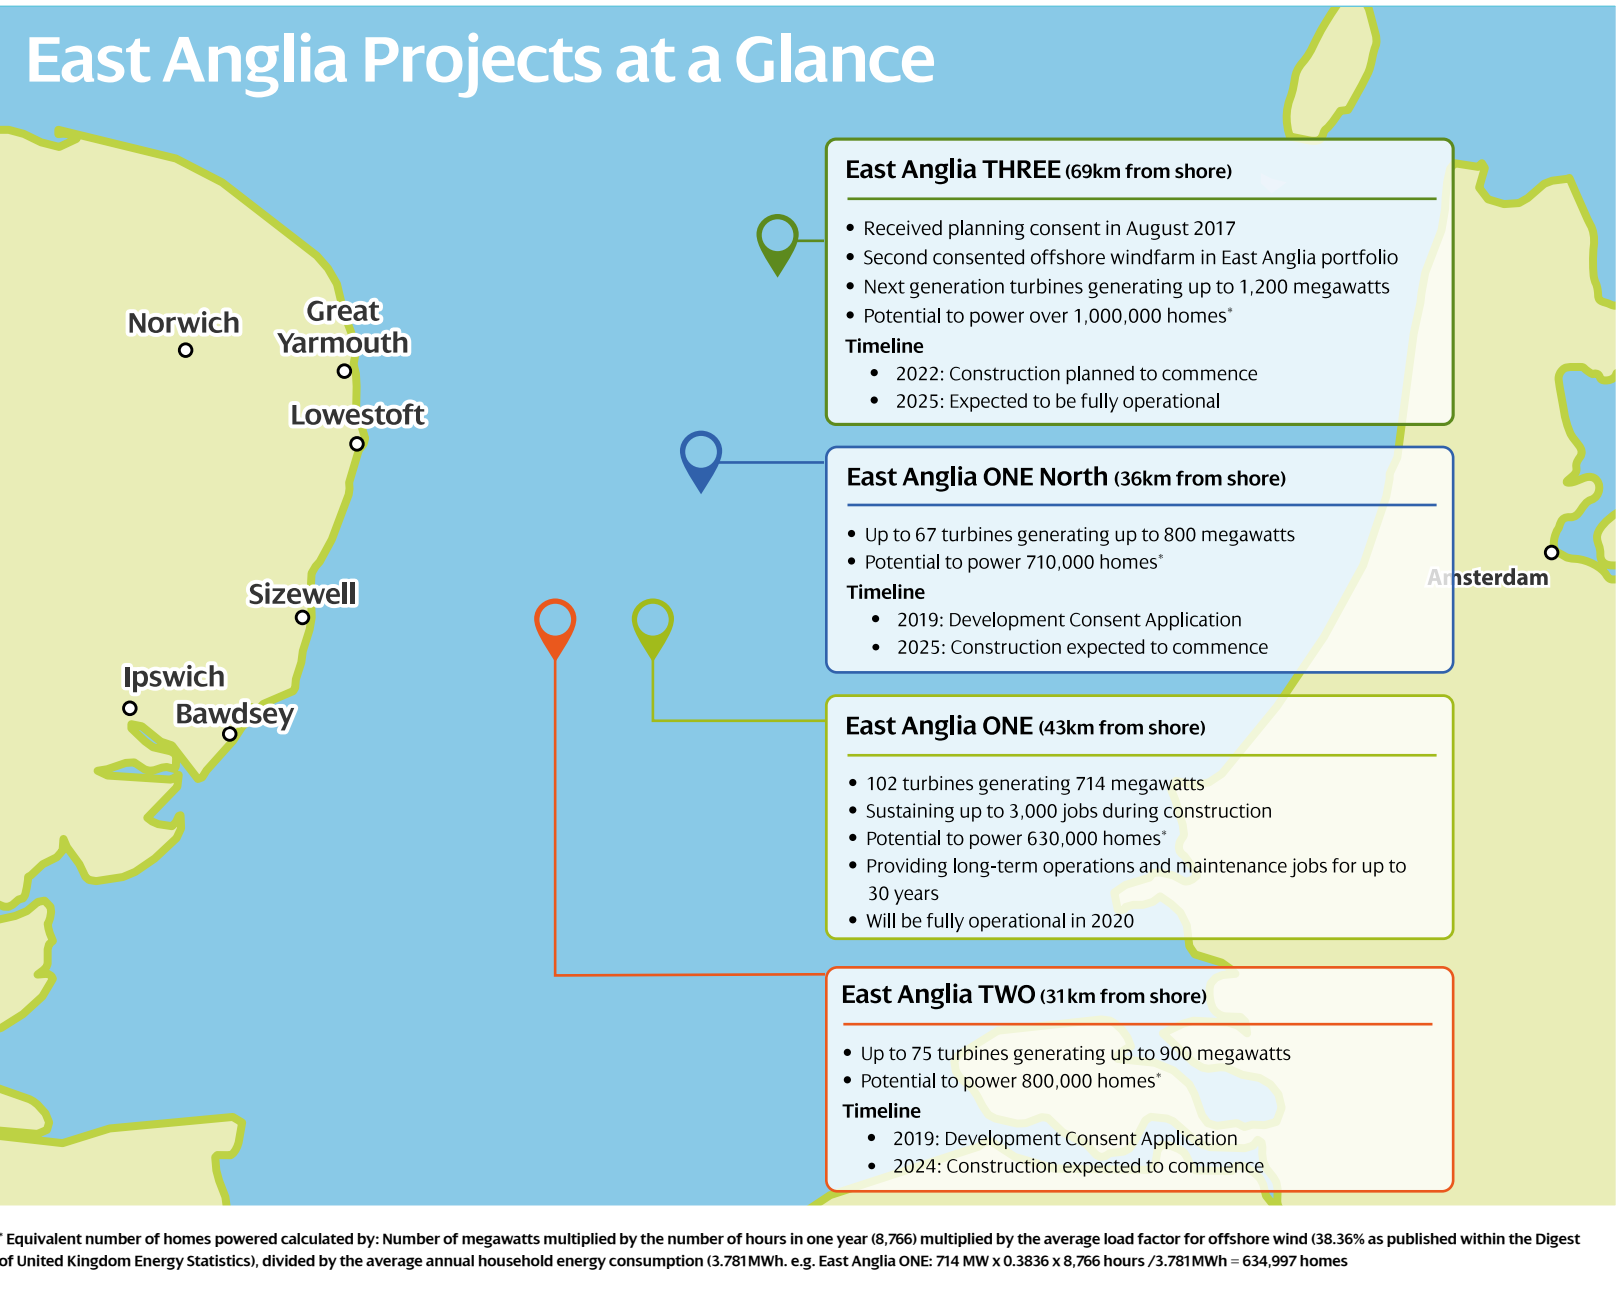 East Anglia Projects at a Glance
Norwich
Great
Yarmouth
Lowestoft
Sizewell
Ipswich
Bawdsey
East Anglia THREE (69km from shore)
• Received planning consent in August 2017
• Second consented offshore windfarm in East Anglia portfolio
• Next generation turbines generating up to 1,200 megawatts
• Potential to power over 1,000,000 homes*
Timeline
• 2022: Construction planned to commence
• 2025: Expected to be fully operational
East Anglia ONE North (36km from shore)
• Up to 67 turbines generating up to 800 megawatts
• Potential to power 710,000 homes*
Timeline
• 2019: Development Consent Application
• 2025: Construction expected to commence
Amsterdam
East Anglia ONE (43km from shore)
• 102 turbines generating 714 megawatts
• Sustaining up to 3,000 jobs during construction
• Potential to power 630,000 homes*
• Providing long-term operations and maintenance jobs for up to
30 years
• Will be fully operational in 2020
East Anglia TWO (31km from shore)
• Up to 75 turbines generating up to 900 megawatts
• Potential to power 800,000 homes*
Timeline
• 2019: Development Consent Application
• 2024: Construction expected to commence
* Equivalent number of homes powered calculated by: Number of megawatts multiplied by the number of hours in one year (8,766) multiplied by the average load factor for offshore wind (38.36% as published within the Digest
of United Kingdom Energy Statistics), divided by the average annual household energy consumption (3.781MWh. e.g. East Anglia ONE: 714 MW x 0.3836 x 8,766 hours /3.781MWh = 634,997 homes